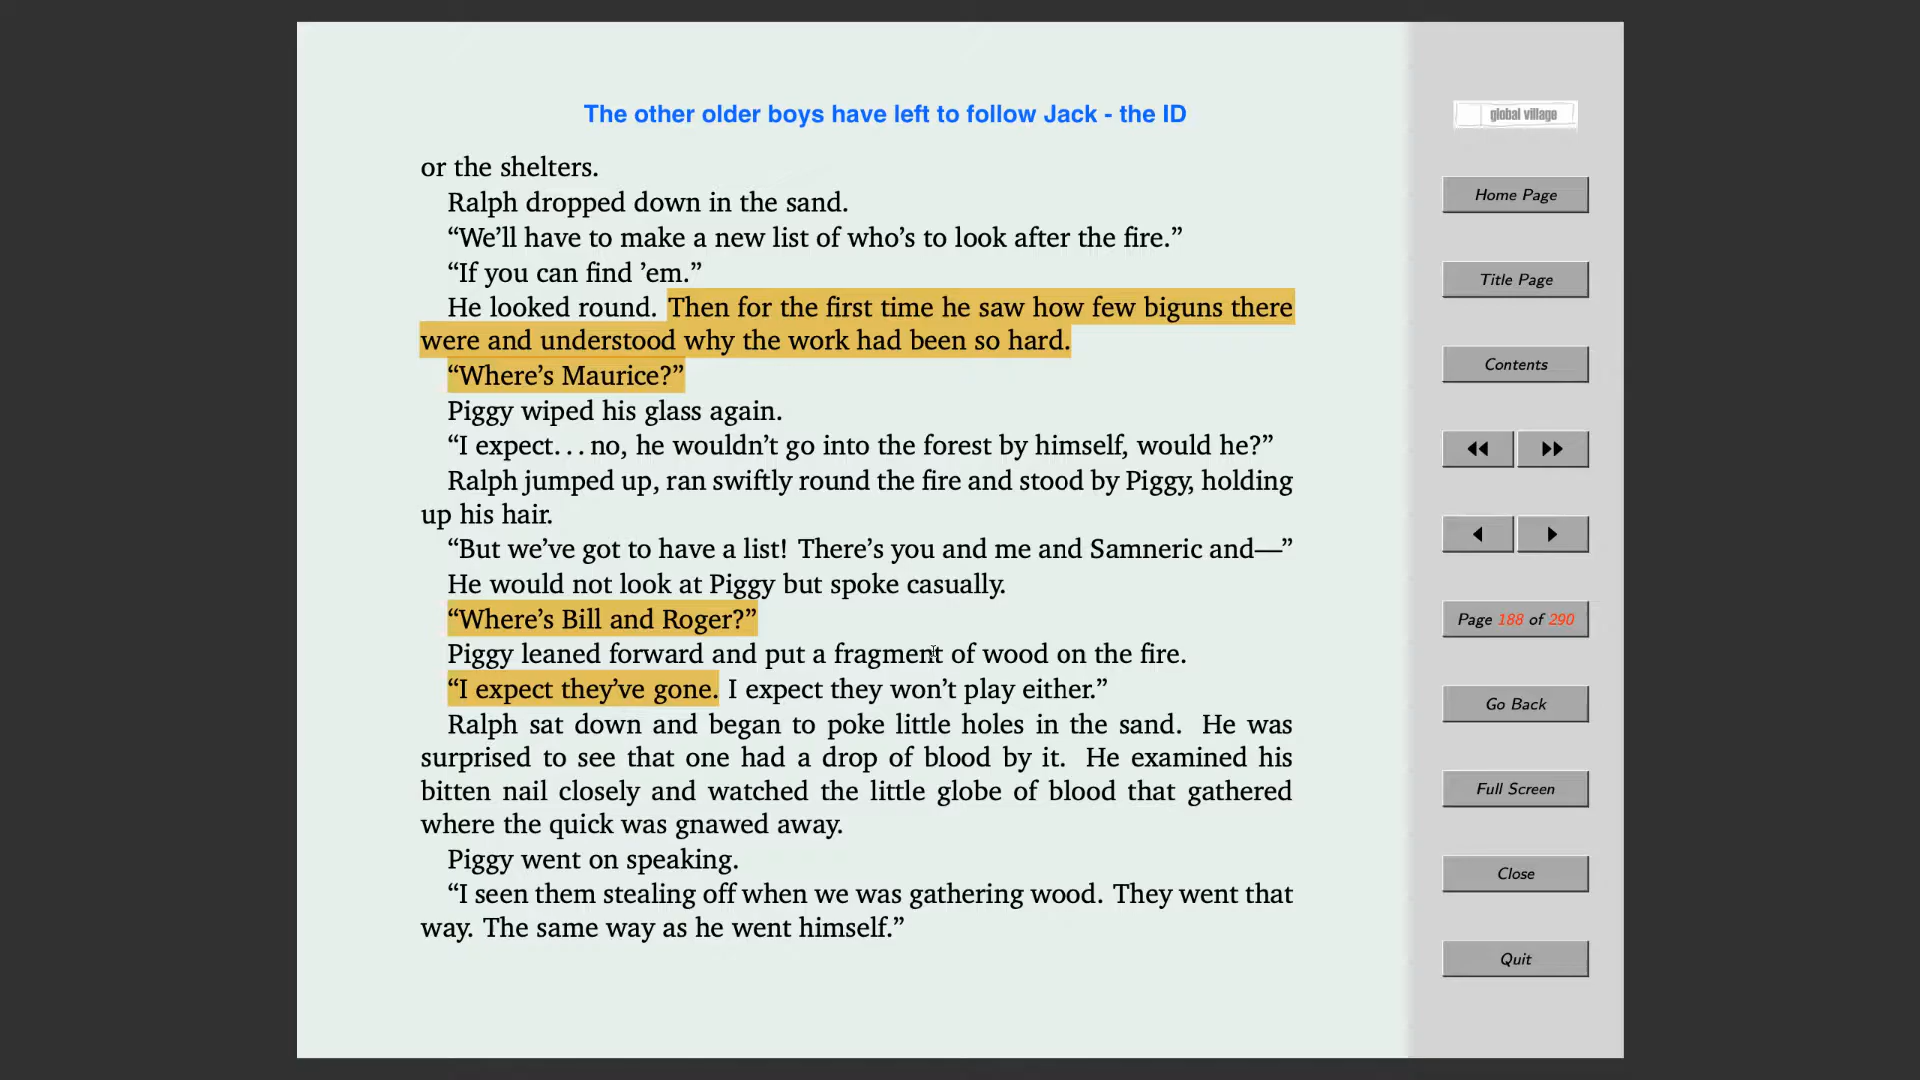 The other older boys have left to follow Jack - the ID
or the shelters.
Ralph dropped down in the sand.
“We’ll have to make a new list of who’s to look after the fire.”
“If you can find ’em.”
He looked round. Then for the first time he saw how few biguns there
were and understood why the work had been so hard.
“Where’s Maurice?”
Piggy wiped his glass again.
“I expect. . . no, he wouldn’t go into the forest by himself, would he?”
Ralph jumped up, ran swiftly round the fire and stood by Piggy, holding
up his hair.
“But we’ve got to have a list! There’s you and me and Samneric and—”
He would not look at Piggy but spoke casually.
“Where’s Bill and Roger?”
Piggy leaned forward and put a fragment of wood on the fire.
“I expect they’ve gone. I expect they won’t play either.”
Ralph sat down and began to poke little holes in the sand. He was
surprised to see that one had a drop of blood by it. He examined his
bitten nail closely and watched the little globe of blood that gathered
where the quick was gnawed away.
Piggy went on speaking.
“I seen them stealing off when we was gathering wood. They went that
way. The same way as he went himself.”
global village
Home Page
Title Page
Contents
Page 188 of 290
Go Back
Full Screen
Close
Quit